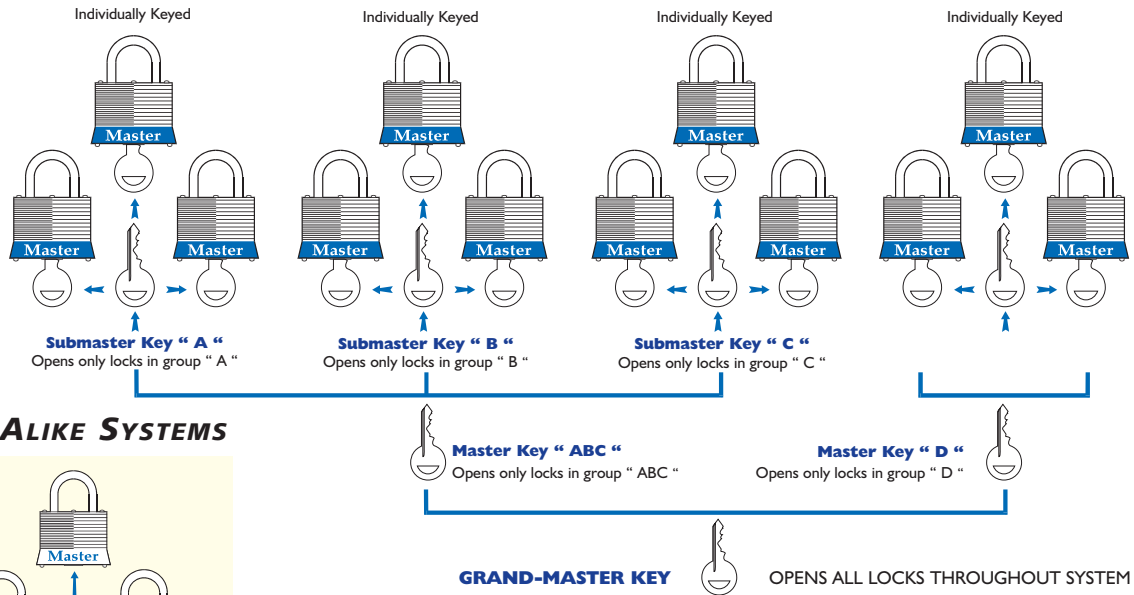 Individually Keyed
Individually Keyed
Individually Keyed
Individually Keyed
Master
Master
Master
Master
Master
Master
Master
Master
Master
Master
Master
Master
Submaster Key “ A “
Opens only locks in group “ A “
Submaster Key “ B “
Opens only locks in group “ B “
Submaster Key “ C “
Opens only locks in group “ C “
ALIKE SYSTEMS
Master Key “ ABC “
Opens only locks in group “ ABC “
Master Key “ D “
Opens only locks in group “ D “
Master
GRAND-MASTER KEY
OPENS ALL LOCKS THROUGHOUT SYSTEM